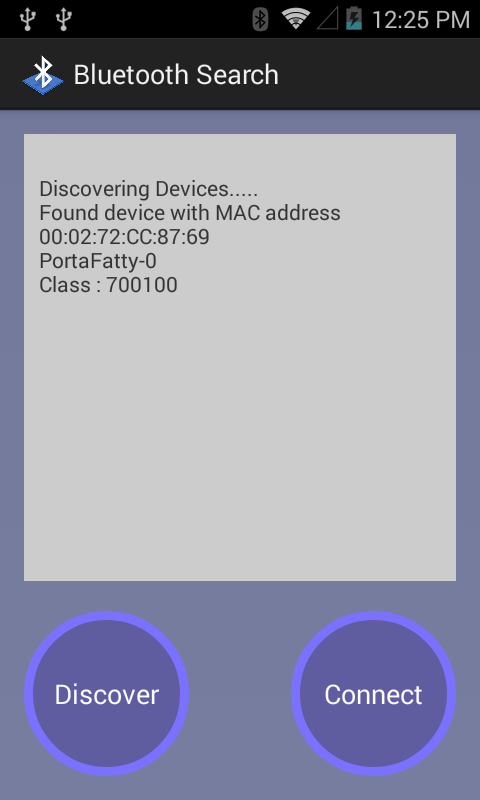 12:25 PM
Bluetooth Search
Discovering Devices.....
Found device with MAC address
00:02:72:CC:87:69
PortaFatty-0
Class : 700100
Discover
Connect